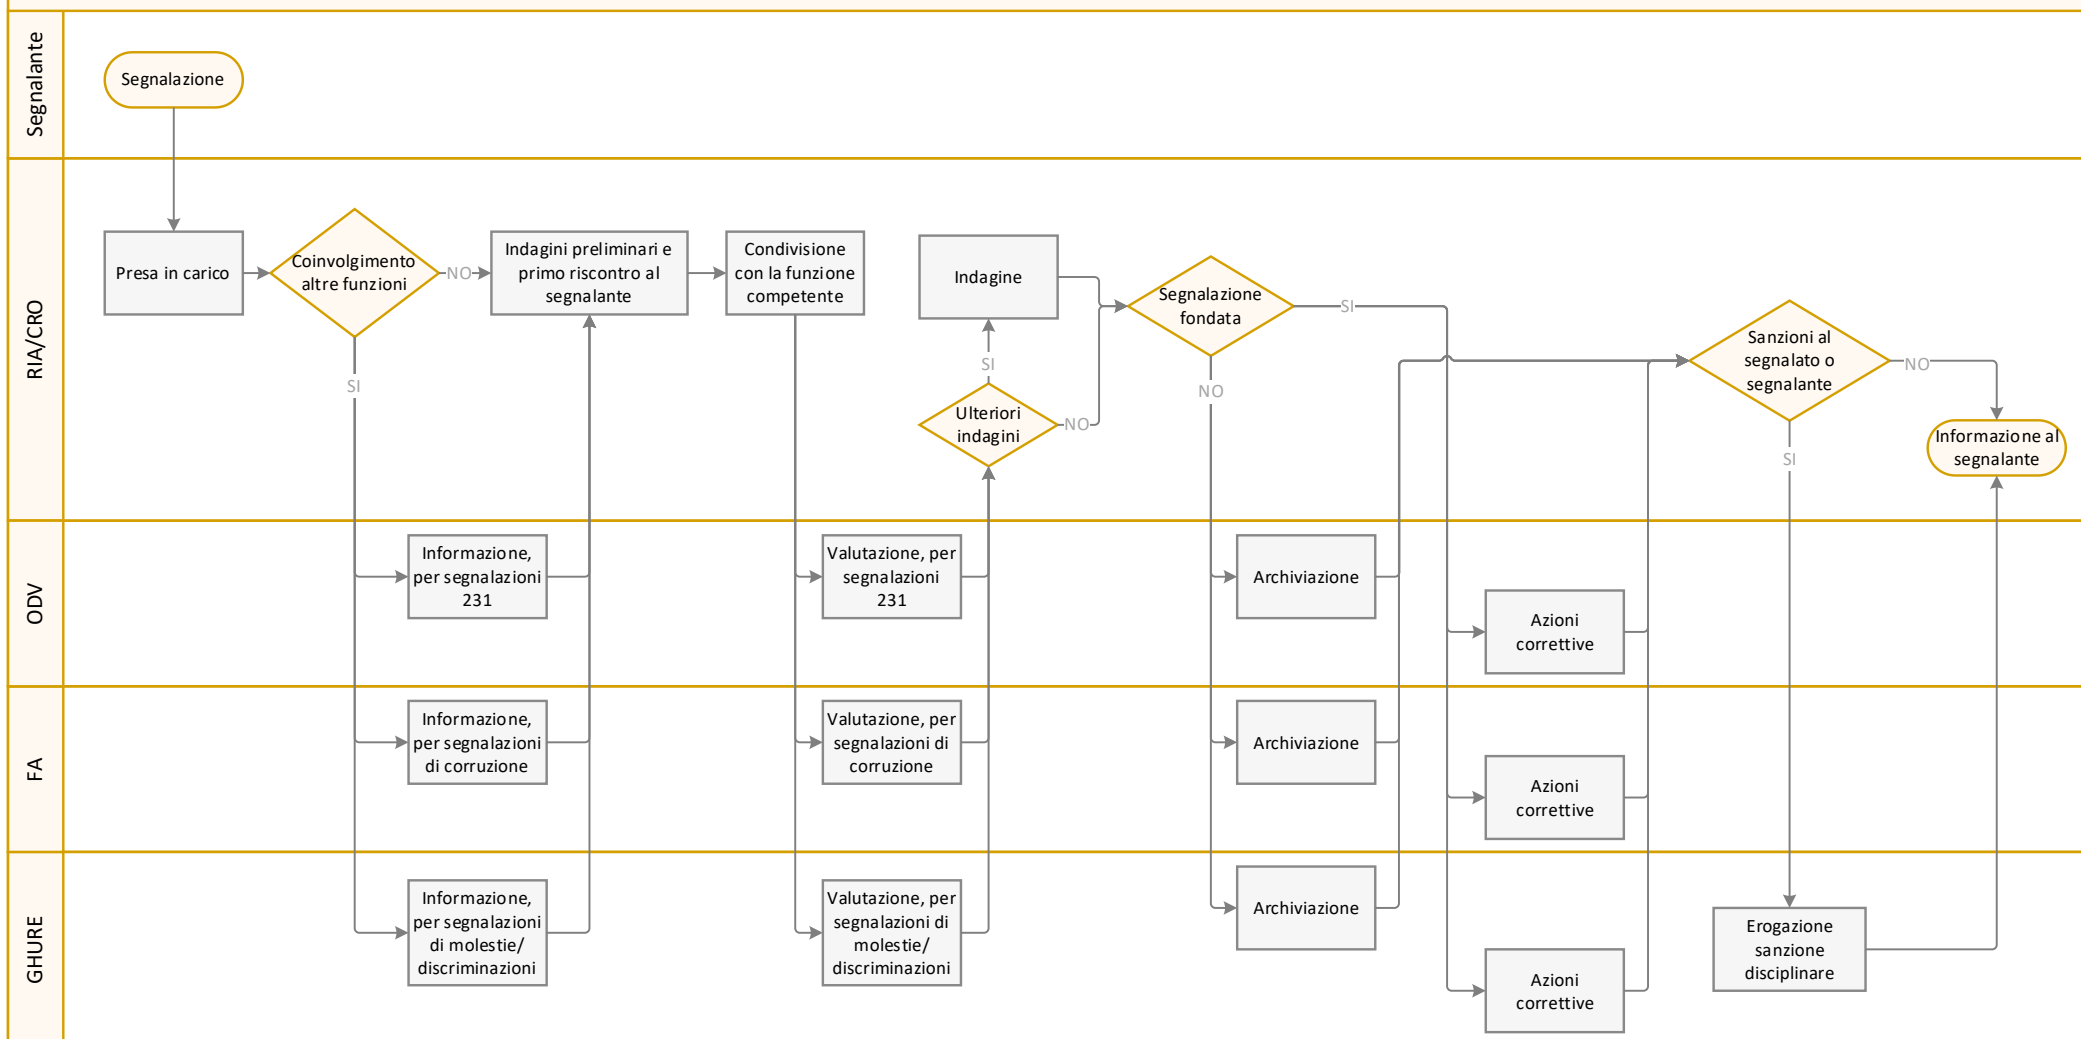 Segnalante
Segnalazione
RIA/CRO
Presa in carico
Coinvolgimento
altre funzioni
NO
SI
Indagini preliminari e
primo riscontro al
segnalante
Condivisione
con la funzione
competente
Indagine
SI
Ulteriori
indagini
NO
Segnalazione
fondata
SI
NO
Sanzioni al
segnalato o
segnalante
NO
SI
Informazione al
segnalante
ODV
Informazione,
per segnalazioni
231
Valutazione, per
segnalazioni
231
Archiviazione
Azioni
correttive
FA
Informazione,
per segnalazioni
di corruzione
Valutazione, per
segnalazioni di
corruzione
Archiviazione
Azioni
correttive
GHURE
Informazione,
per segnalazioni
di molestie/
discriminazioni
Valutazione, per
segnalazioni di
molestie/
discriminazioni
Archiviazione
Azioni
correttive
Erogazione
sanzione
disciplinare